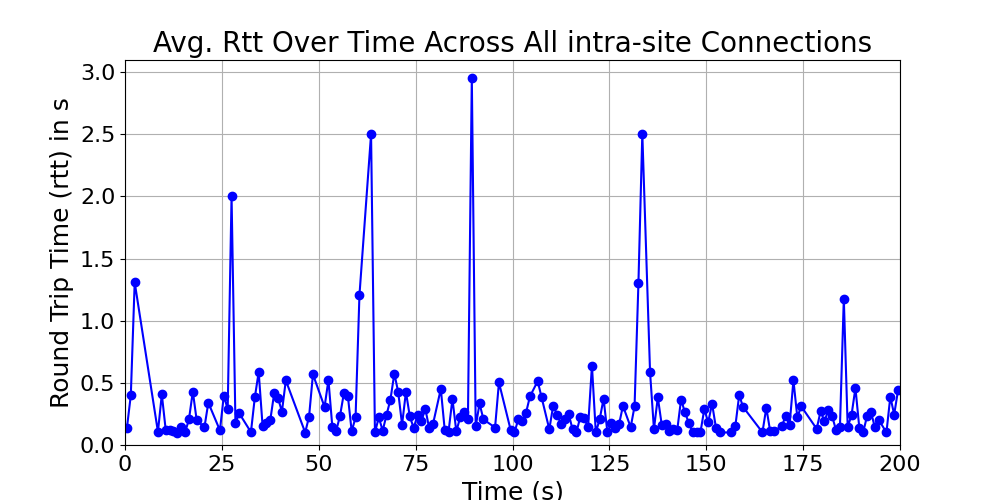 Avg. Rtt Over Time Across All intra-site Connections
Round Trip Time (rtt) in s
3.0
2.5
2.0
1.5
1.0
0.5
0.0
0 25 50 75 100 125 150 175 200
Time (s)